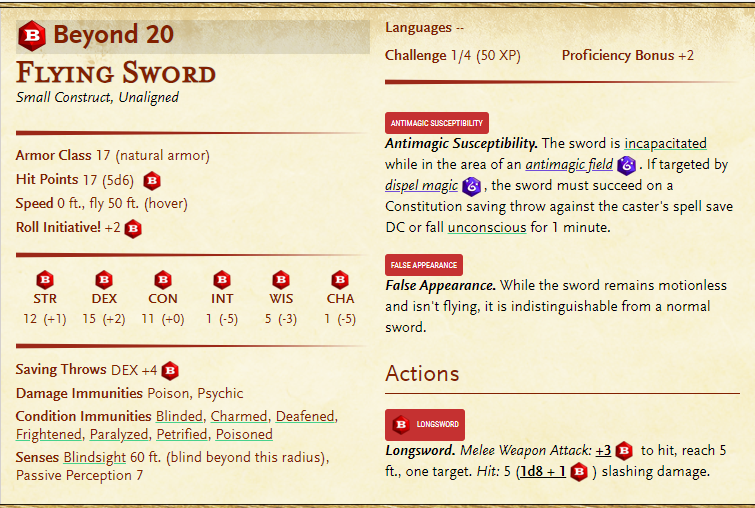 Beyond 20
Flying Sword
Small Construct, Unaligned
Armor Class 17 (natural armor)
Hit Points 17 (5d6)
Speed 0 ft., fly 50 ft. (hover)
Roll Initiative! +2
STR DEX CON INT WIS CHA
12 (+1) 15 (+2) 11 (+0) 1 (-5) 5 (-3) 1 (-5)
Saving Throws DEX +4
Damage Immunities Poison, Psychic
Condition Immunities Blinded, Charmed, Deafened,
Frightened, Paralyzed, Petrified, Poisoned
Senses Blindsight 60 ft. (blind beyond this radius),
Passive Perception 7
Languages --
Challenge 1/4 (50 XP) Proficiency Bonus +2
ANTIMAGIC SUSCEPTIBILITY
Antimagic Susceptibility. The sword is incapacitated
while in the area of an antimagic field . If targeted by
dispel magic , the sword must succeed on a
Constitution saving throw against the caster's spell save
DC or fall unconscious for 1 minute.
FALSE APPEARANCE
False Appearance. While the sword remains motionless
and isn't flying, it is indistinguishable from a normal
sword.
Actions
LONGSWORD
Longsword. Melee Weapon Attack: +3 to hit, reach 5
ft., one target. Hit: 5 (1d8 + 1 ) slashing damage.